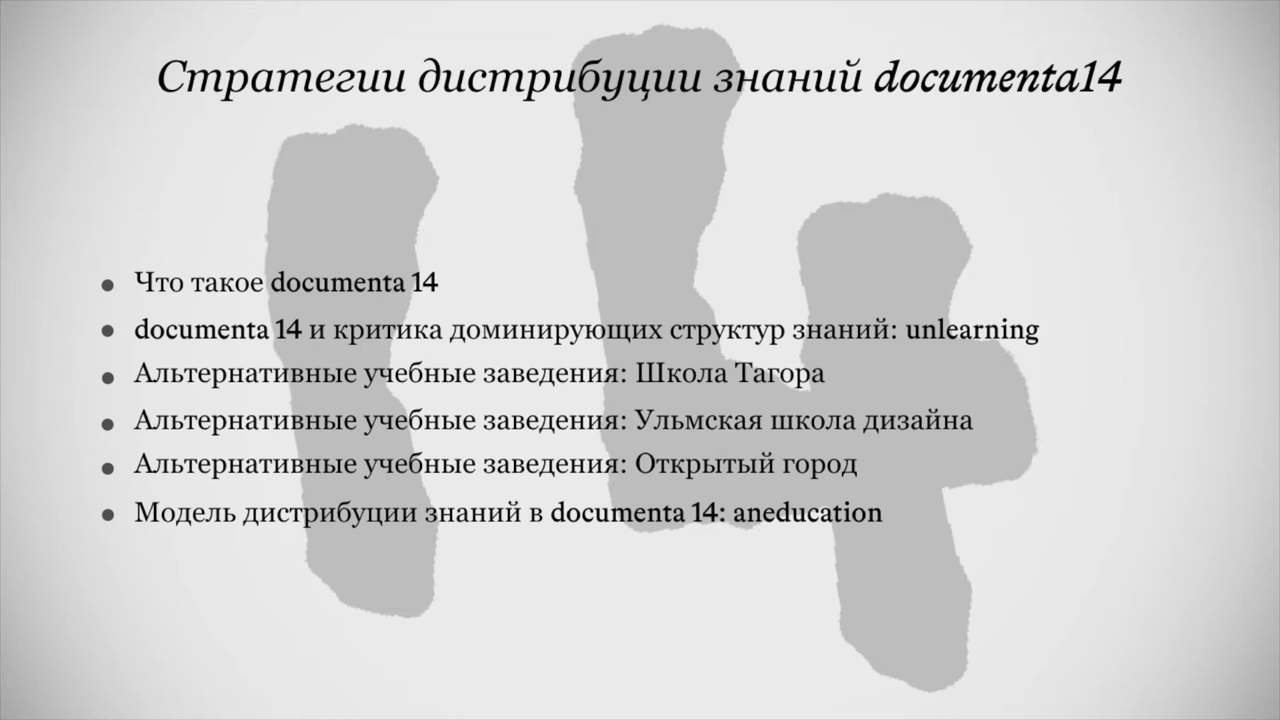 Стратегии дистрибуции знаний documenta14
• Что такое documenta 14
• documenta 14 и критика доминирующих структур знаний: unlearning
• Альтернативные учебные заведения: Школа Тагора
• Альтернативные учебные заведения: Ульмская школа дизайна
• Альтернативные учебные заведения: Открытый город
• Модель дистрибуции знаний в documenta 14: aneducation